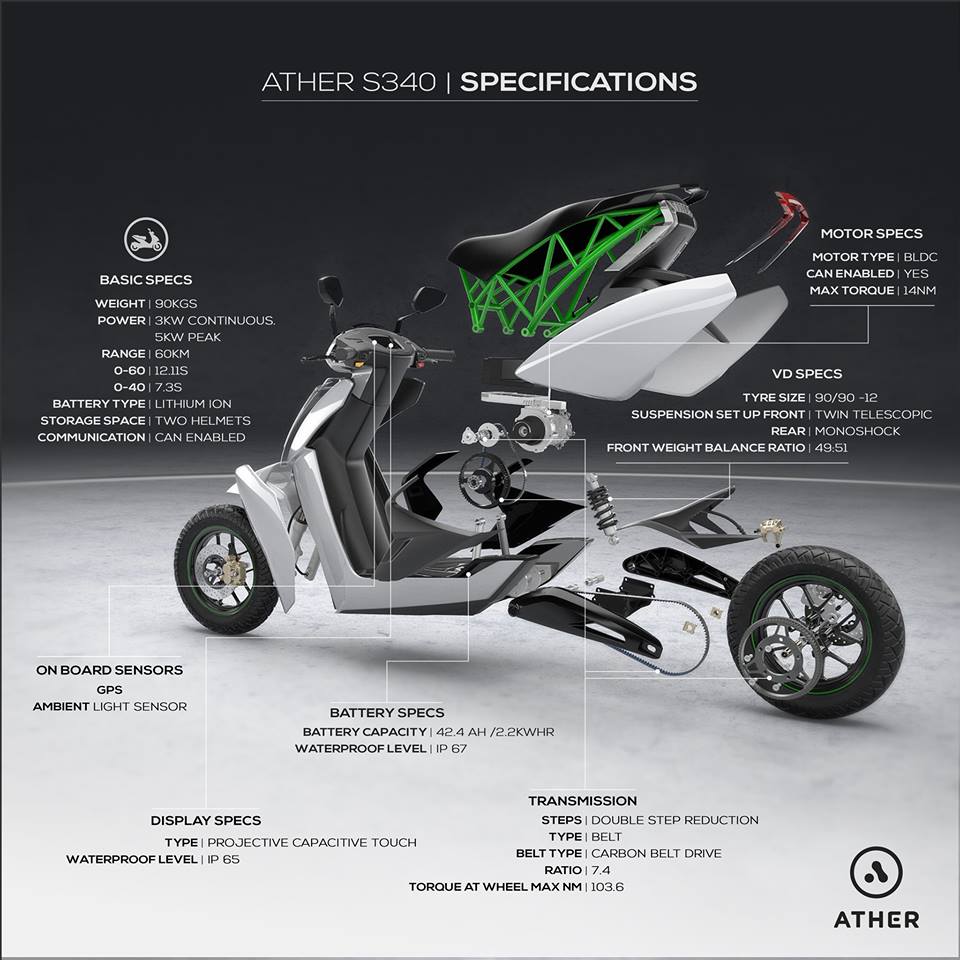 ATHER S340 | SPECIFICATIONS
BASIC SPECS
WEIGHT | 90KGS
POWER | 3KW CONTINUOUS.
5KW PEAK
RANGE | 60KM
0-60 | 12.11S
0-40 | 7.3S
BATTERY TYPE | LITHIUM ION
STORAGE SPACE | TWO HELMETS
COMMUNICATION | CAN ENABLED
MOTOR SPECS
MOTOR TYPE | BLDC
CAN ENABLED | YES
MAX TORQUE | 14NM
VD SPECS
TYRE SIZE | 90/90 -12
SUSPENSION SET UP FRONT | TWIN TELESCOPIC
REAR | MONOSHOCK
FRONT WEIGHT BALANCE RATIO | 49:51
ON BOARD SENSORS
GPS
AMBIENT LIGHT SENSOR
BATTERY SPECS
BATTERY CAPACITY | 42.4 AH /2.2KWHR
WATERPROOF LEVEL | IP 67
DISPLAY SPECS
TYPE | PROJECTIVE CAPACITIVE TOUCH
WATERPROOF LEVEL | IP 65
TRANSMISSION
STEPS | DOUBLE STEP REDUCTION
TYPE | BELT
BELT TYPE | CARBON BELT DRIVE
RATIO | 7.4
TORQUE AT WHEEL MAX NM | 103.6
ATHER